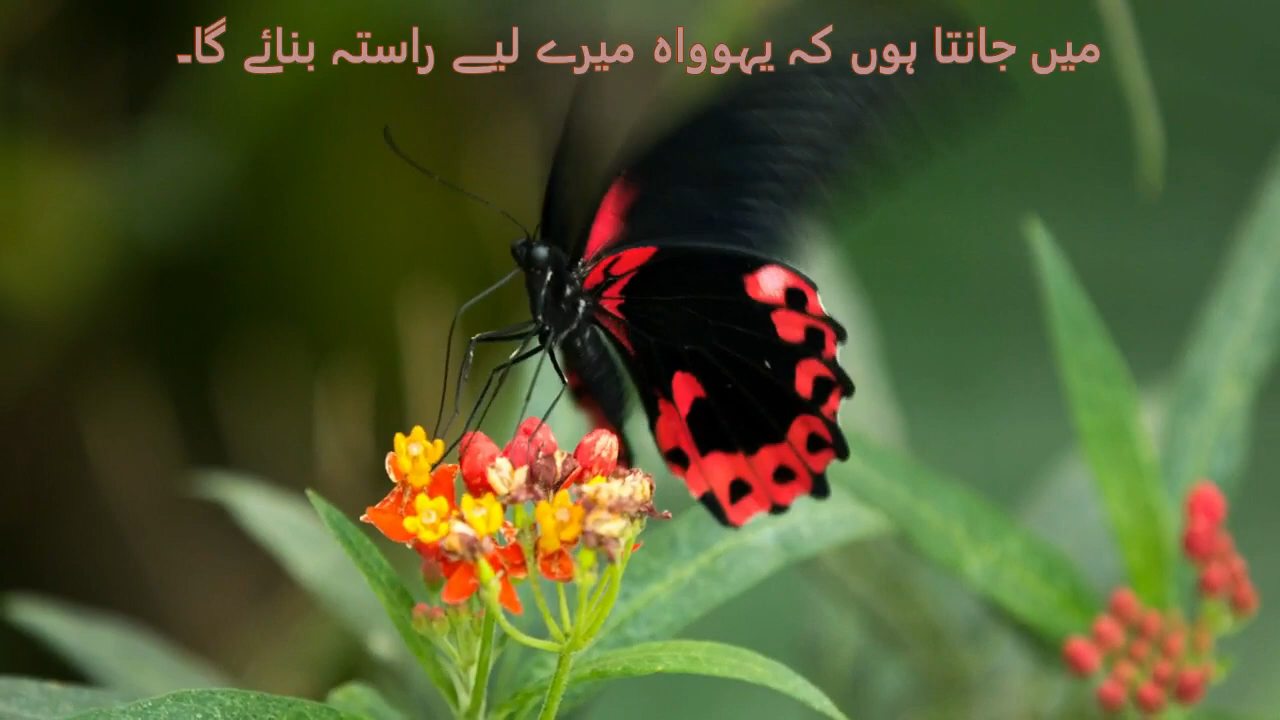 میں جانتا ہوں کہ یہوواہ میرے لیے راستہ بنائے گا۔